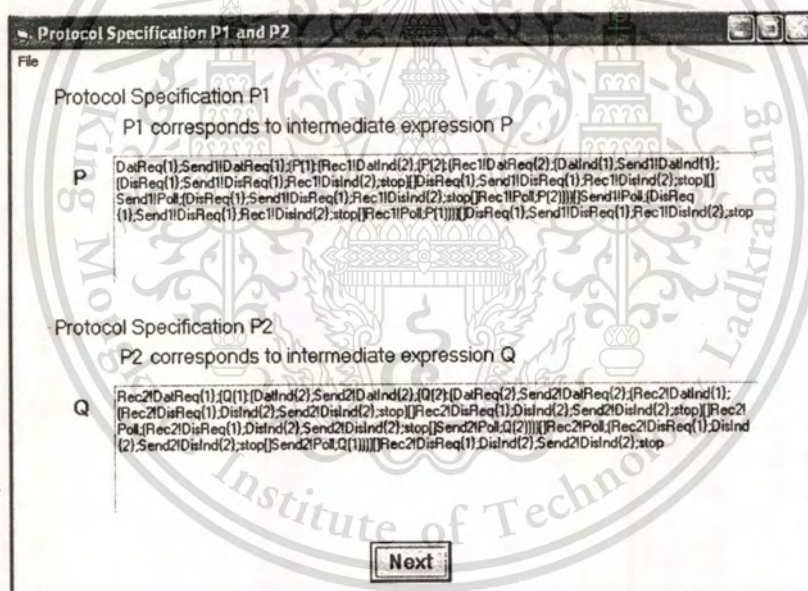 Protocol Specification P1 and P2
File
Protocol Specification P1
P1 corresponds to intermediate expression P
P
DatReq(1);Send1!DatReq(1);(P(1):(Rec1!DatInd(2);(P(2):(Rec1!DatReq(2);(DatInd(1);Send1!DatInd(1);
(DisReq(1);Send1!DisReq(1);Rec1!DisInd(2);stop)[]DisReq(1);Send1!DisReq(1);Rec1!DisInd(2);stop)[]
Send1!Poll;(DisReq(1);Send1!DisReq(1);Rec1!DisInd(2);stop[]Rec1!Poll;P(2))))[]Send1!Poll;(DisReq
(1);Send1!DisReq(1);Rec1!DisInd(2);stop[]Rec1!Poll;P(1))))[]DisReq(1);Send1!DisReq(1);Rec1!DisInd(2);stop
Protocol Specification P2
P2 corresponds to intermediate expression Q
Q
Rec2!DatReq(1);(Q(1):(DatInd(2);Send2!DatInd(2);(Q(2):(DatReq(2);Send2!DatReq(2);(Rec2!DatInd(1);
(Rec2!DisReq(1);DisInd(2);Send2!DisInd(2);stop)[]Rec2!DisReq(1);DisInd(2);Send2!DisInd(2);stop)[]Rec2!
Poll;(Rec2!DisReq(1);DisInd(2);Send2!DisInd(2);stop[]Send2!Poll;Q(2))))[]Rec2!Poll;(Rec2!DisReq(1);DisInd
(2);Send2!DisInd(2);stop[]Send2!Poll;Q(1))))[]Rec2!DisReq(1);DisInd(2);Send2!DisInd(2);stop
Next
King Mongkut's Institute of Technology Ladkrabang